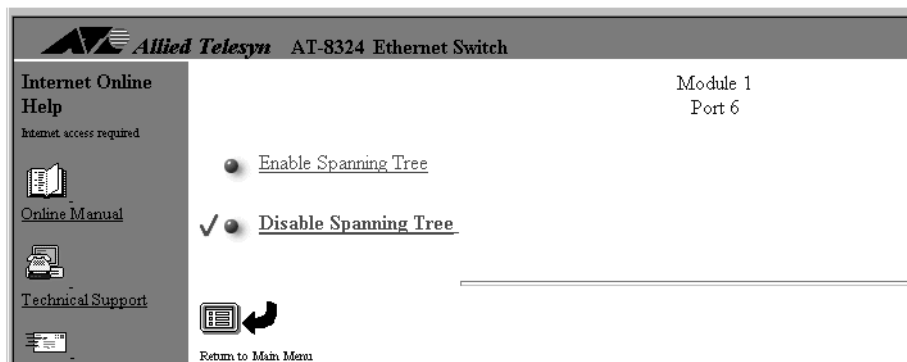 Allied Telesyn AT-8324 Ethernet Switch
Internet Online
Help
Internet access required
Online Manual
Technical Support
Module 1
Port 6
Enable Spanning Tree
Disable Spanning Tree
Return to Main Menu